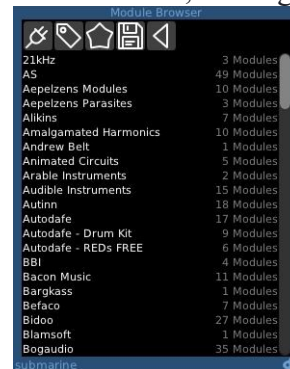 Module Browser
21kHz 3 Modules
AS 49 Modules
Aepelzens Modules 10 Modules
Aepelzens Parasites 3 Modules
Alikins 7 Modules
Amalgamated Harmonics 10 Modules
Andrew Belt 1 Modules
Animated Circuits 5 Modules
Arable Instruments 2 Modules
Audible Instruments 15 Modules
Autinn 18 Modules
Autodafe 17 Modules
Autodafe - Drum Kit 9 Modules
Autodafe - REDs FREE 6 Modules
BBI 4 Modules
Bacon Music 11 Modules
Bargkass 1 Modules
Befaco 7 Modules
Bidoo 27 Modules
Blamsoft 1 Modules
Bogaudio 35 Modules
submarine